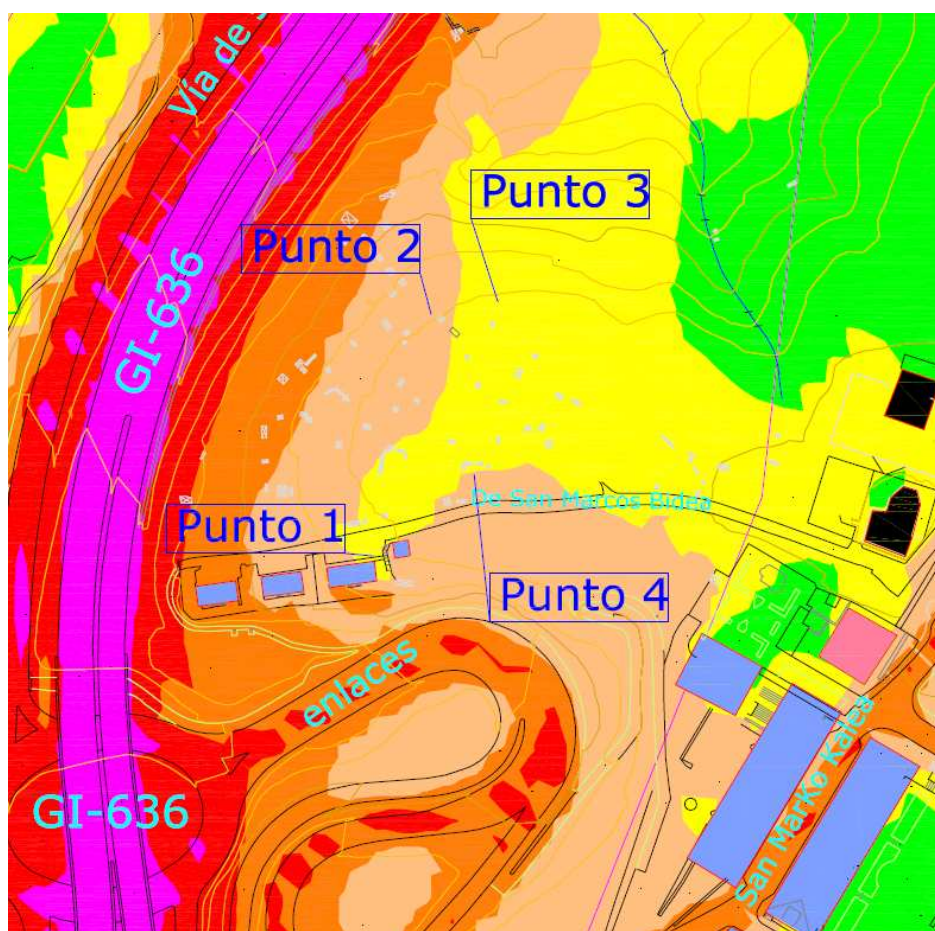 Vía de
Punto 3
Punto 2
GI-636
De San Marcos Bidea
Punto 1
Punto 4
enlaces
GI-636
San MarKo Kalea